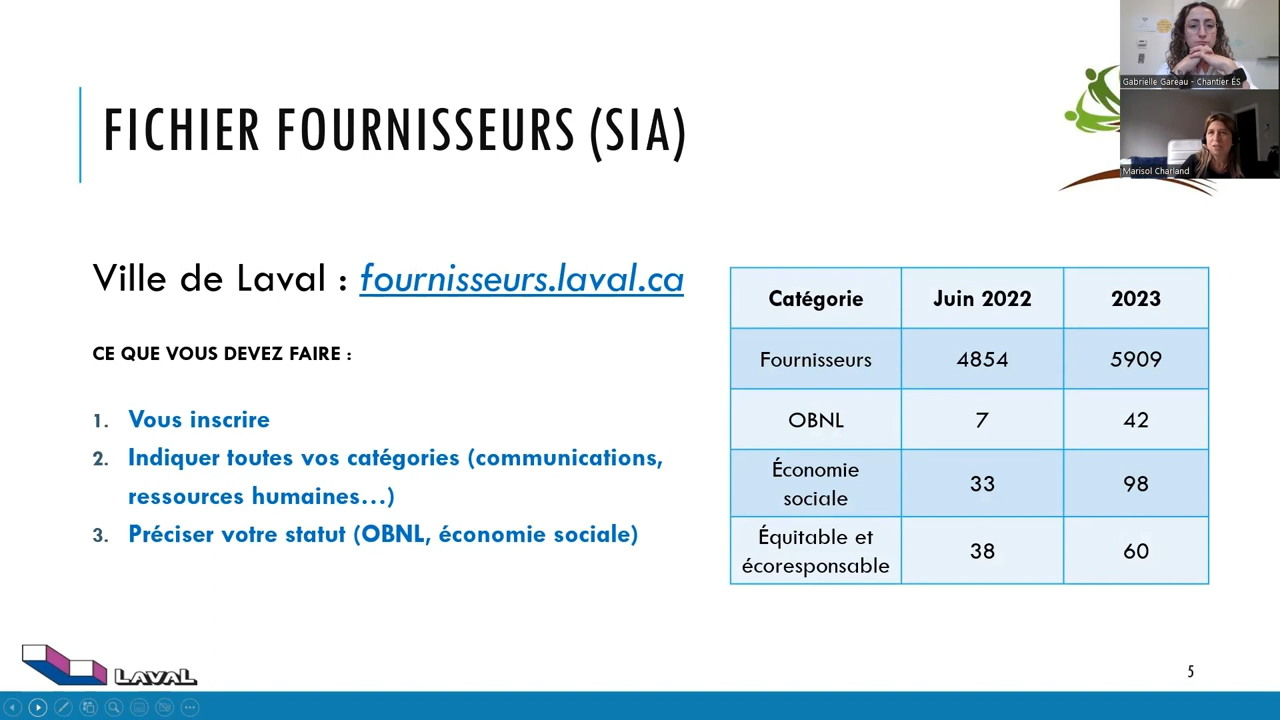 FICHIER FOURNISSEURS (SIA)
Gabrielle Gareau - Chantier ÉS
Marisol Charland
Ville de Laval : fournisseurs.laval.ca
CE QUE VOUS DEVEZ FAIRE :
1. Vous inscrire
2. Indiquer toutes vos catégories (communications,
ressources humaines...)
3. Préciser votre statut (OBNL, économie sociale)
Catégorie Juin 2022 2023
Fournisseurs 4854 5909
OBNL 7 42
Économie
sociale 33 98
Équitable et
écoresponsable 38 60
LAVAL
5